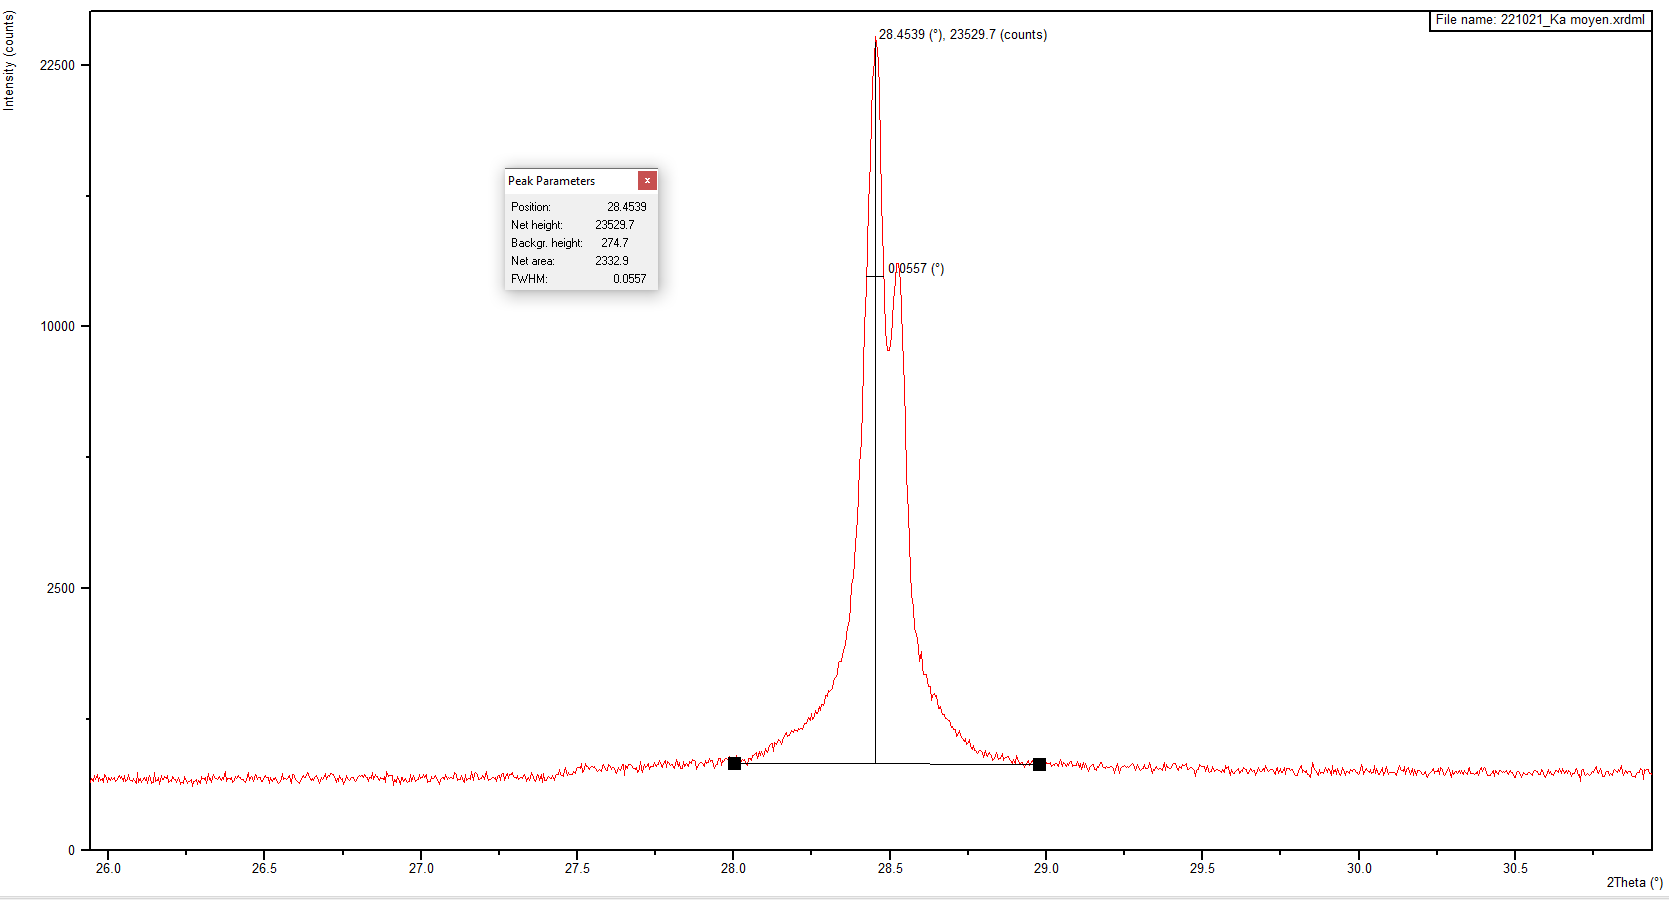 File name: 221021_Ka moyen.xrdml
Intensity (counts)
28.4539 (°), 23529.7 (counts)
22500
Peak Parameters
x
Position: 28.4539
Net height: 23529.7
Backgr. height: 274.7
Net area: 2332.9
FWHM: 0.0557
0.0557 (°)
10000
2500
0
26.0 26.5 27.0 27.5 28.0 28.5 29.0 29.5 30.0 30.5
2Theta (°)